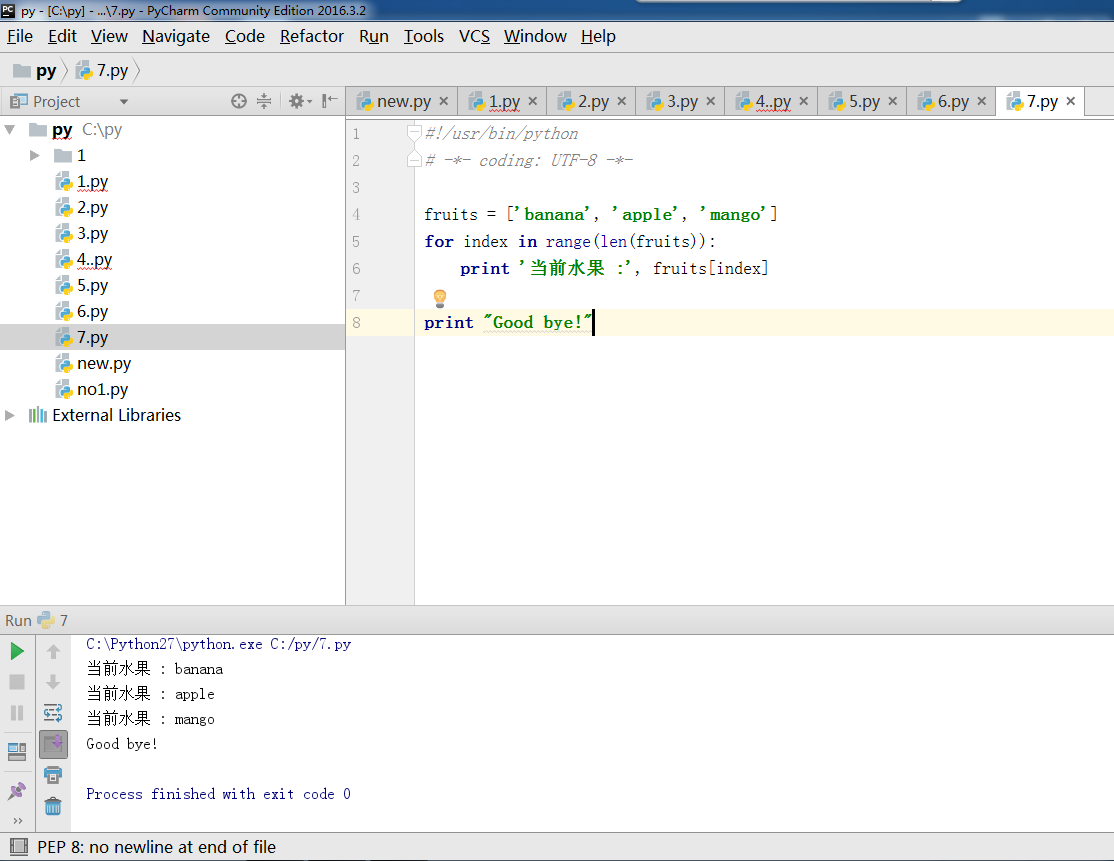 py - [C:\py] - ...\7.py - PyCharm Community Edition 2016.3.2
File Edit View Navigate Code Refactor Run Tools VCS Window Help
py 7.py
Project
new.py 1.py 2.py 3.py 4..py 5.py 6.py 7.py
py C:\py
1
1.py
2.py
3.py
4..py
5.py
6.py
7.py
new.py
no1.py
External Libraries
1 #!/usr/bin/python
2 # -*- coding: UTF-8 -*-
3
4 fruits = ['banana', 'apple', 'mango']
5 for index in range(len(fruits)):
6     print '当前水果 :', fruits[index]
7
8 print "Good bye!"
Run 7
C:\Python27\python.exe C:/py/7.py
当前水果 : banana
当前水果 : apple
当前水果 : mango
Good bye!
Process finished with exit code 0
PEP 8: no newline at end of file